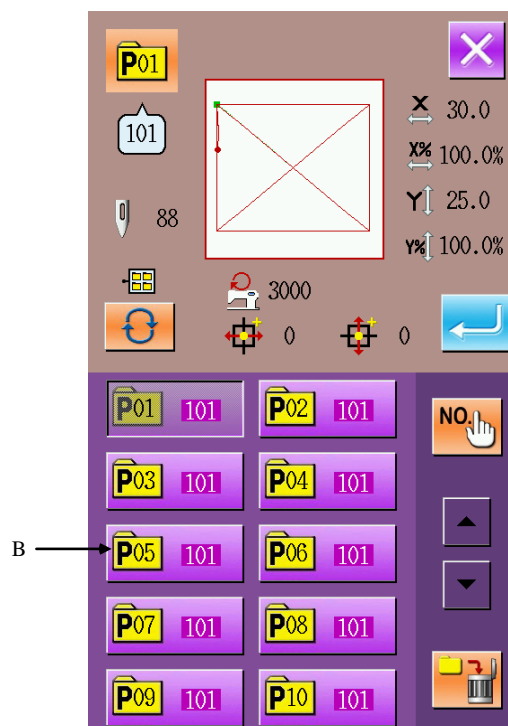 P01
101
X 30.0
X% 100.0%
88
Y 25.0
Y% 100.0%
3000
0 0
P01 101 P02 101
NO.
P03 101 P04 101
B P05 101 P06 101
P07 101 P08 101
P09 101 P10 101